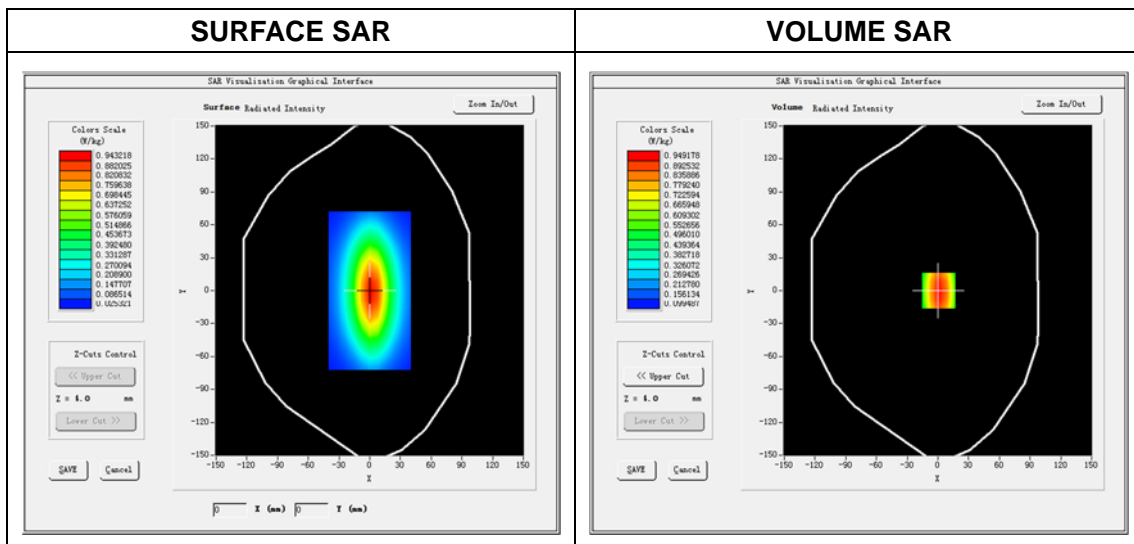 SURFACE SAR
VOLUME SAR
SAR Visualisation Graphical Interface
Surface Radiated Intensity
Zoom In/Out
Colors Scale
(W/kg)
0.943218
0.882025
0.820832
0.759638
0.698445
0.637252
0.576059
0.514866
0.453673
0.392480
0.331287
0.270094
0.208900
0.147707
0.086514
0.025321
Z-Cuts Control
<< Upper Cut
Z = 4.0 mm
Lower Cut >>
SAVE
Cancel
150
120
90
60
30
0
-30
-60
-90
-120
-150
Y
-150 -120 -90 -60 -30 0 30 60 90 120 150
X
0 X (mm) 0 Y (mm)
SAR Visualisation Graphical Interface
Volume Radiated Intensity
Zoom In/Out
Colors Scale
(W/kg)
0.949178
0.892532
0.835886
0.779240
0.722594
0.665948
0.609302
0.552656
0.496010
0.439364
0.382718
0.326072
0.269426
0.212780
0.156134
0.099487
Z-Cuts Control
<< Upper Cut
Z = 4.0 mm
Lower Cut >>
SAVE
Cancel
150
120
90
60
30
0
-30
-60
-90
-120
-150
Y
-150 -120 -90 -60 -30 0 30 60 90 120 150
X